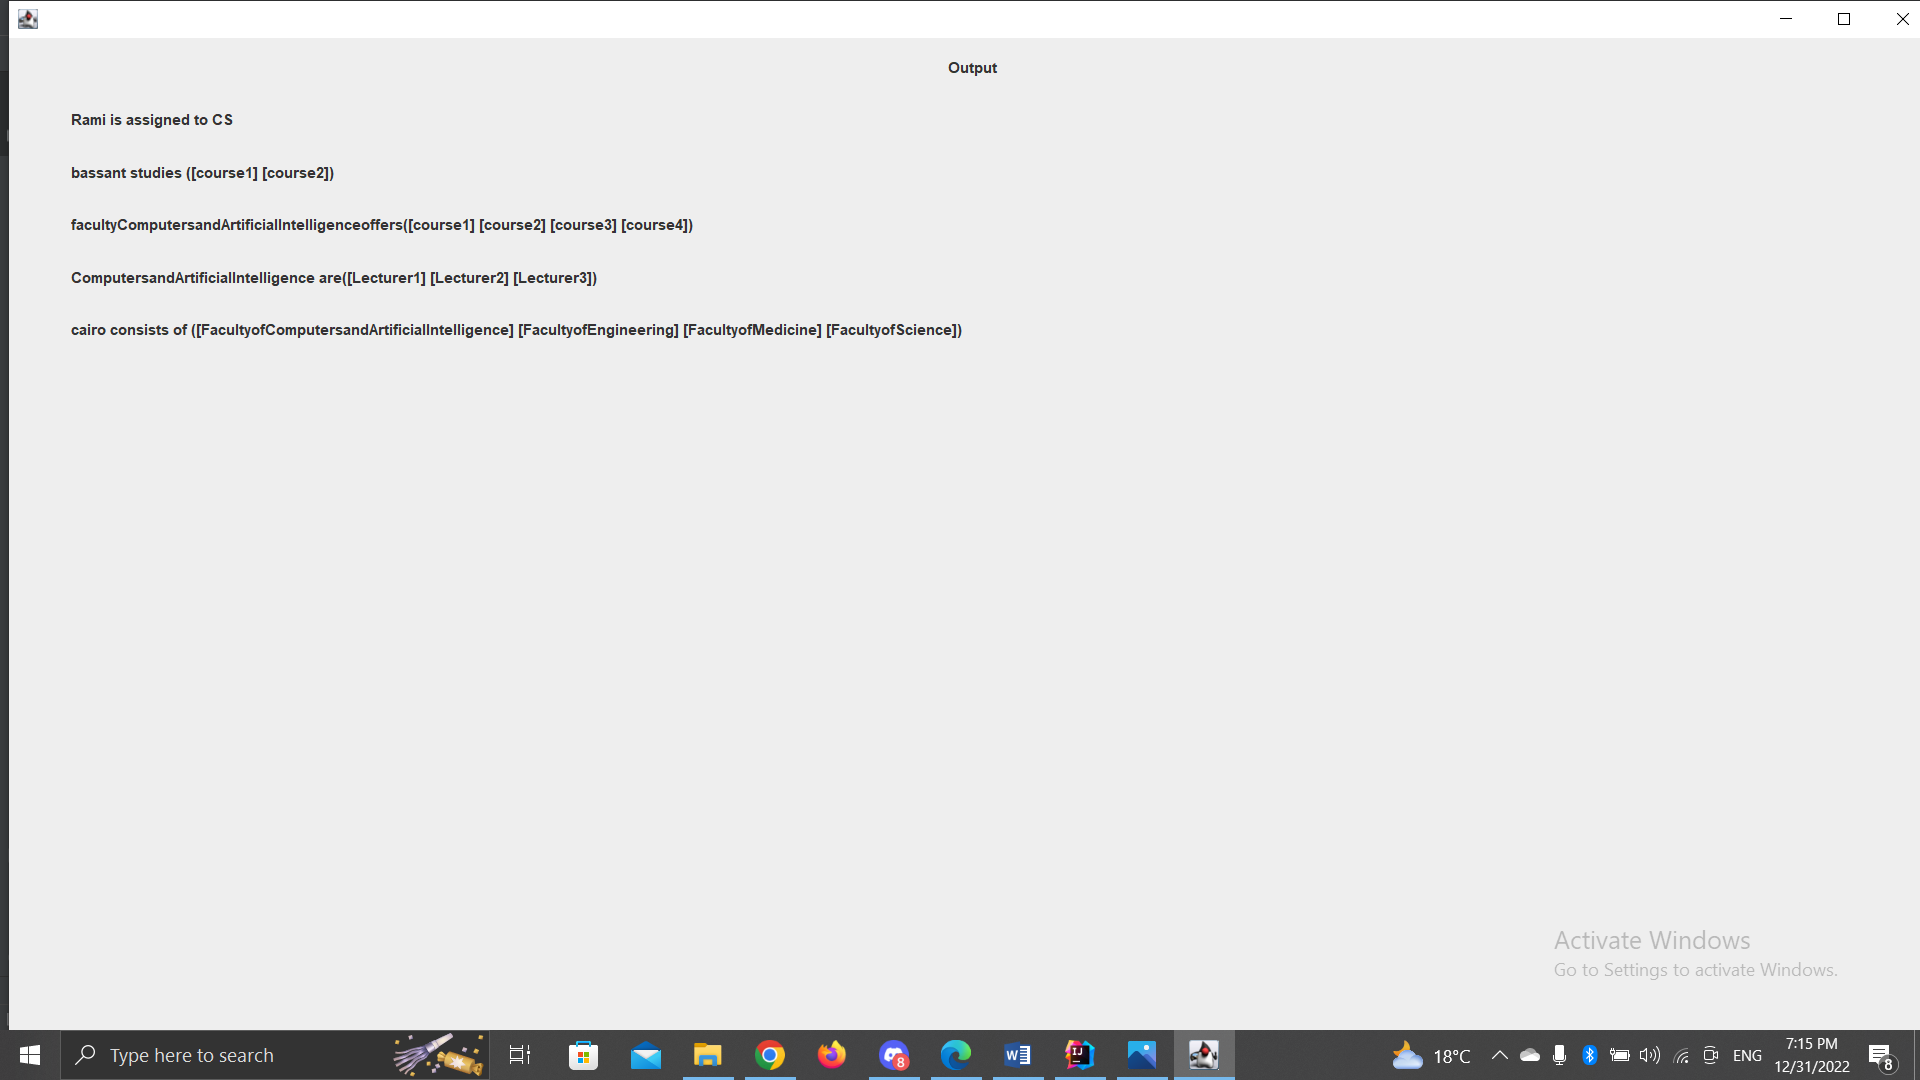 Output
Rami is assigned to CS
bassant studies ([course1] [course2])
facultyComputersandArtificialIntelligenceoffers([course1] [course2] [course3] [course4])
ComputersandArtificialIntelligence are([Lecturer1] [Lecturer2] [Lecturer3])
cairo consists of ([FacultyofComputersandArtificialIntelligence] [FacultyofEngineering] [FacultyofMedicine] [FacultyofScience])
Activate Windows
Go to Settings to activate Windows.
Type here to search
8
W
IJ
18°C
ENG
7:15 PM
12/31/2022
8